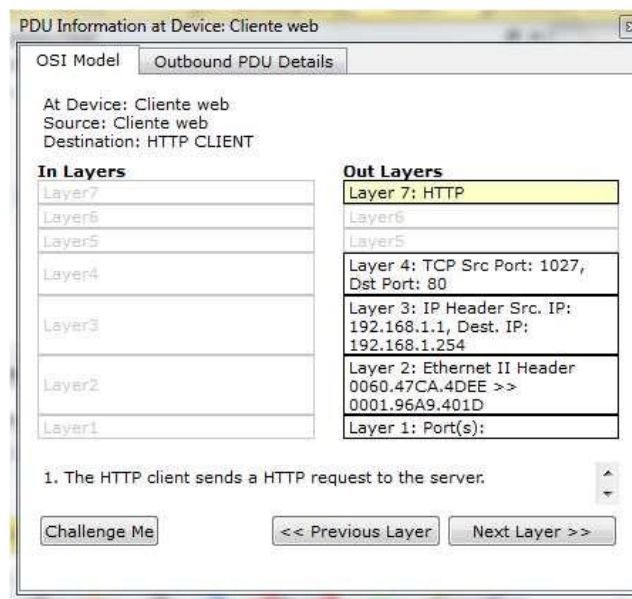 PDU Information at Device: Cliente web
OSI Model
Outbound PDU Details
At Device: Cliente web
Source: Cliente web
Destination: HTTP CLIENT
In Layers
Layer7
Layer6
Layer5
Layer4
Layer3
Layer2
Layer1
Out Layers
Layer 7: HTTP
Layer6
Layer5
Layer 4: TCP Src Port: 1027,
Dst Port: 80
Layer 3: IP Header Src. IP:
192.168.1.1, Dest. IP:
192.168.1.254
Layer 2: Ethernet II Header
0060.47CA.4DEE >>
0001.96A9.401D
Layer 1: Port(s):
1. The HTTP client sends a HTTP request to the server.
Challenge Me
<< Previous Layer
Next Layer >>